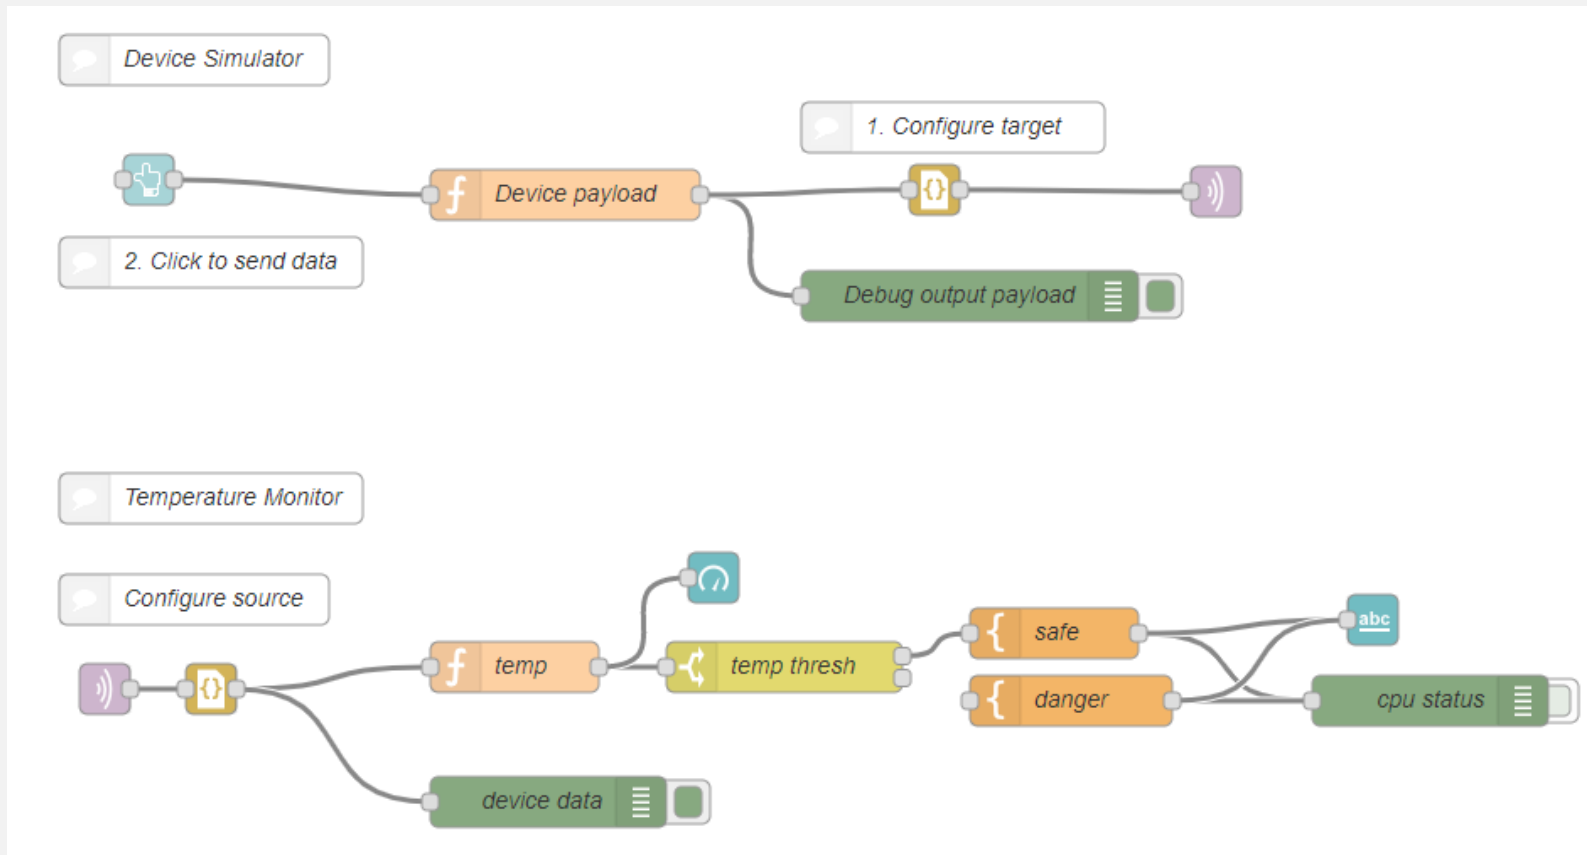 Device Simulator
1. Configure target
Device payload
2. Click to send data
Debug output payload
Temperature Monitor
Configure source
safe
abc
temp
temp thresh
danger
cpu status
device data